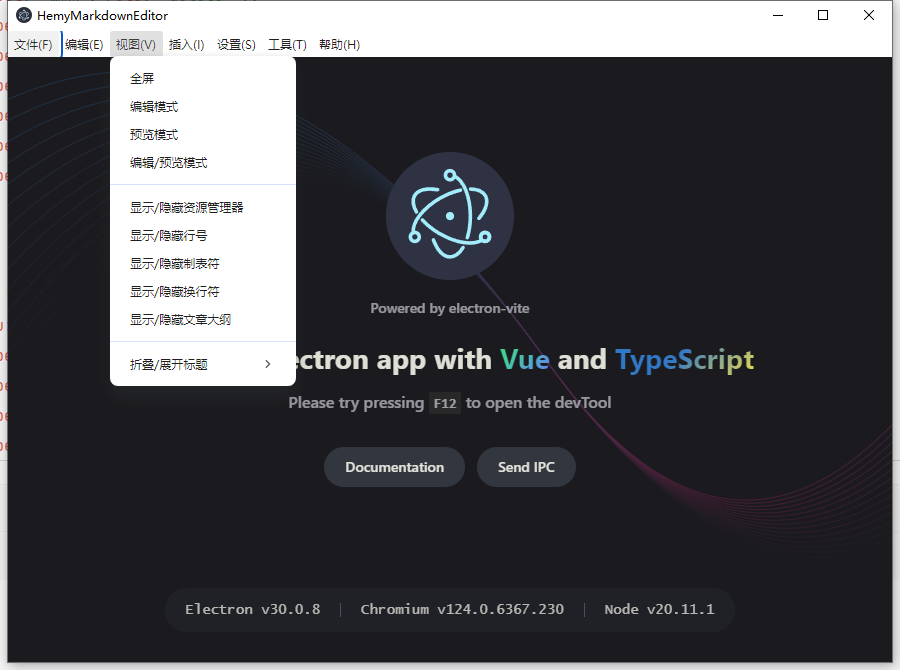 HemyMarkdownEditor
文件(F) 编辑(E) 视图(V) 插入(I) 设置(S) 工具(T) 帮助(H)
全屏
编辑模式
预览模式
编辑/预览模式
显示/隐藏资源管理器
显示/隐藏行号
显示/隐藏制表符
显示/隐藏换行符
显示/隐藏文章大纲
折叠/展开标题
Powered by electron-vite
ectron app with Vue and TypeScript
Please try pressing F12 to open the devTool
Documentation Send IPC
Electron v30.0.8 Chromium v124.0.6367.230 Node v20.11.1